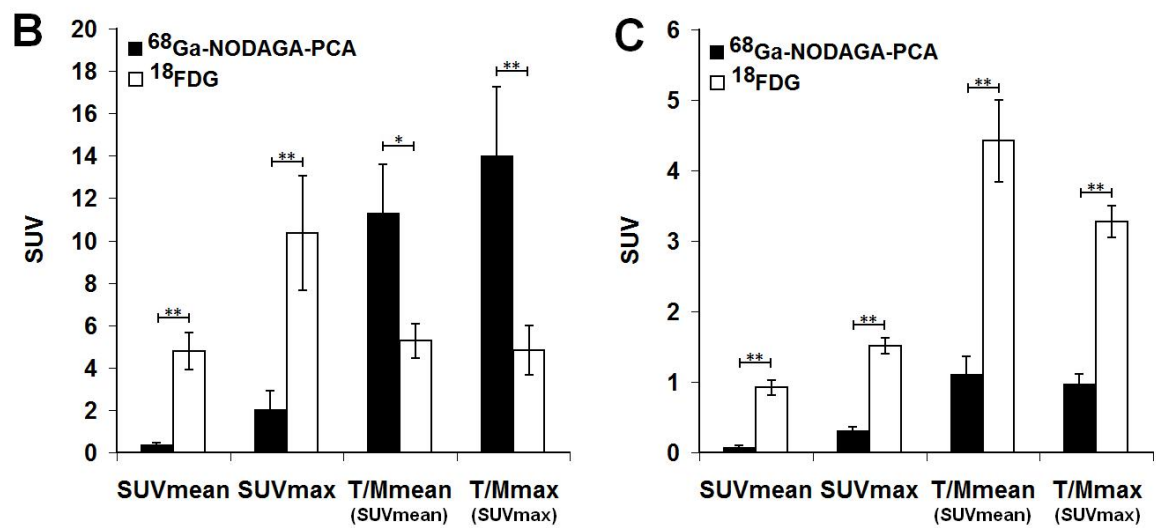 B
20
18
16
14
12
10
8
6
4
2
0
SUV
68Ga-NODAGA-PCA
18FDG
**
**
*
**
SUVmean SUVmax T/Mmean T/Mmax
(SUVmean) (SUVmax)
C
6
5
4
3
2
1
0
SUV
68Ga-NODAGA-PCA
18FDG
**
**
**
**
SUVmean SUVmax T/Mmean T/Mmax
(SUVmean) (SUVmax)